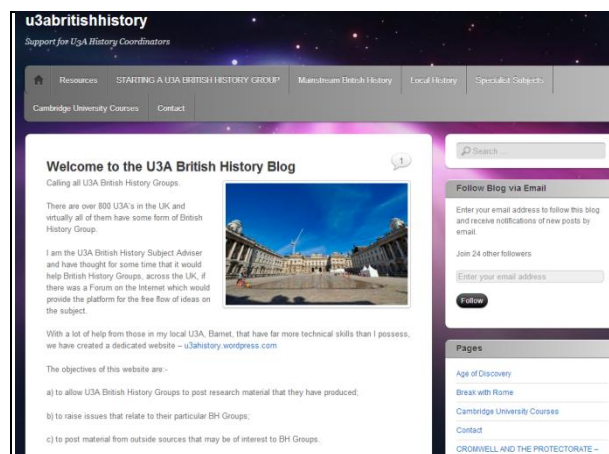 u3abritishhistory
Support for U3A History Coordinators
Resources STARTING A U3A BRITISH HISTORY GROUP Mainstream British History Local History Specialist Subjects
Cambridge University Courses Contact
Welcome to the U3A British History Blog
1
Calling all U3A British History Groups.
There are over 800 U3A's in the UK and
virtually all of them have some form of British
History Group.
I am the U3A British History Subject Adviser
and have thought for some time that it would
help British History Groups, across the UK, if
there was a Forum on the Internet which would
provide the platform for the free flow of ideas on
the subject.
With a lot of help from those in my local U3A, Barnet, that have far more technical skills than I possess,
we have created a dedicated website – u3ahistory.wordpress.com
The objectives of this website are:-
a) to allow U3A British History Groups to post research material that they have produced;
b) to raise issues that relate to their particular BH Groups;
c) to post material from outside sources that may be of interest to BH Groups.
Search ...
Follow Blog via Email
Enter your email address to follow this blog
and receive notifications of new posts by
email.
Join 24 other followers
Enter your email address
Follow
Pages
Age of Discovery
Break with Rome
Cambridge University Courses
Contact
CROMWELL AND THE PROTECTORATE –